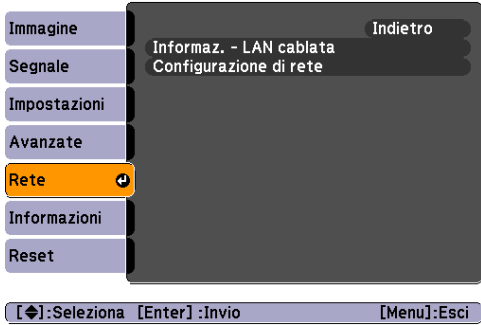 Immagine
Segnale
Impostazioni
Avanzate
Rete
Informazioni
Reset
Indietro
Informaz. - LAN cablata
Configurazione di rete
[◆]:Seleziona [Enter] :Invio [Menu]:Esci